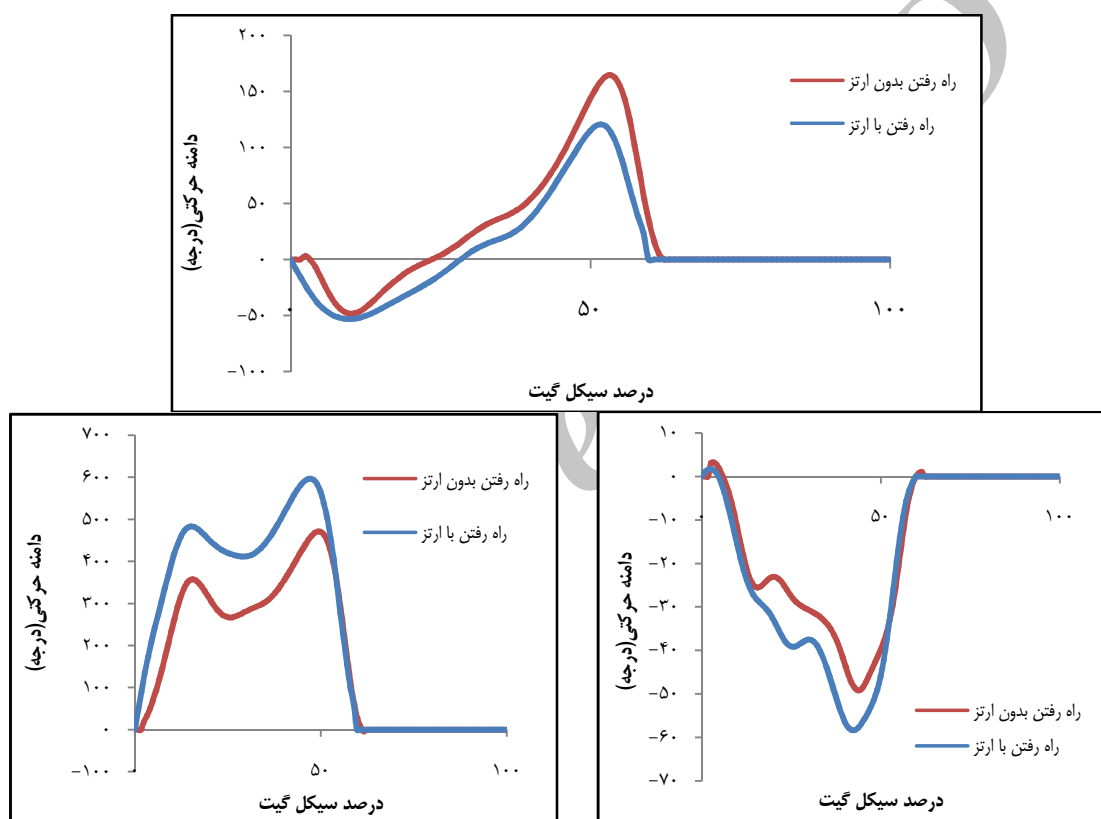 ۲۰۰
۱۵۰
۱۰۰
۵۰
۰
-۵۰
-۱۰۰
۰
۵۰
۱۰۰
دامنه حرکتی(درجه)
درصد سیکل گیت
راه رفتن بدون ارتز
راه رفتن با ارتز
۷۰۰
۶۰۰
۵۰۰
۴۰۰
۳۰۰
۲۰۰
۱۰۰
۰
-۱۰۰
۰
۵۰
۱۰۰
دامنه حرکتی(درجه)
درصد سیکل گیت
راه رفتن بدون ارتز
راه رفتن با ارتز
۱۰
۰
-۱۰
-۲۰
-۳۰
-۴۰
-۵۰
-۶۰
-۷۰
۰
۵۰
۱۰۰
دامنه حرکتی(درجه)
درصد سیکل گیت
راه رفتن بدون ارتز
راه رفتن با ارتز